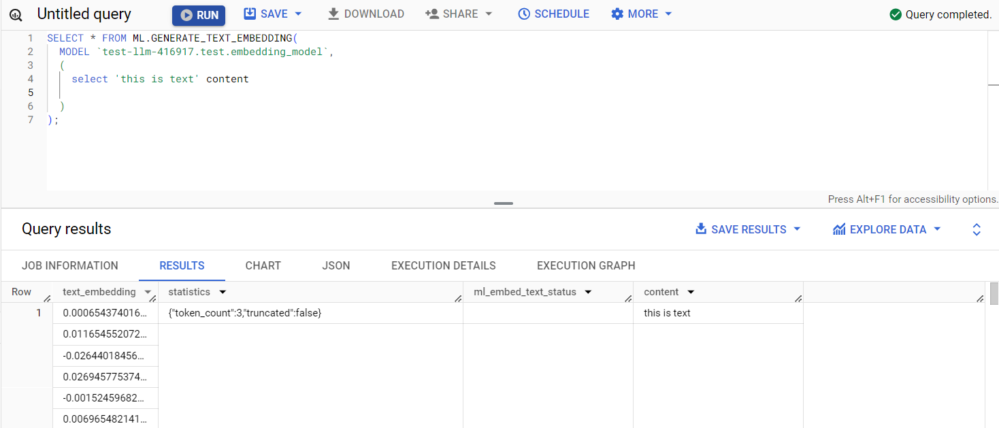 Untitled query RUN SAVE DOWNLOAD SHARE SCHEDULE MORE Query completed.
1 SELECT * FROM ML.GENERATE_TEXT_EMBEDDING(
2 MODEL `test-llm-416917.test.embedding_model`,
3 (
4 select 'this is text' content
5
6 )
7 );
Press Alt+F1 for accessibility options.
Query results SAVE RESULTS EXPLORE DATA
JOB INFORMATION RESULTS CHART JSON EXECUTION DETAILS EXECUTION GRAPH
Row text_embedding statistics ml_embed_text_status content
1 0.000654374016... {"token_count":3,"truncated":false} this is text
0.011654552072...
-0.02644018456...
0.026945775374...
-0.00152459682...
0.006965482141...